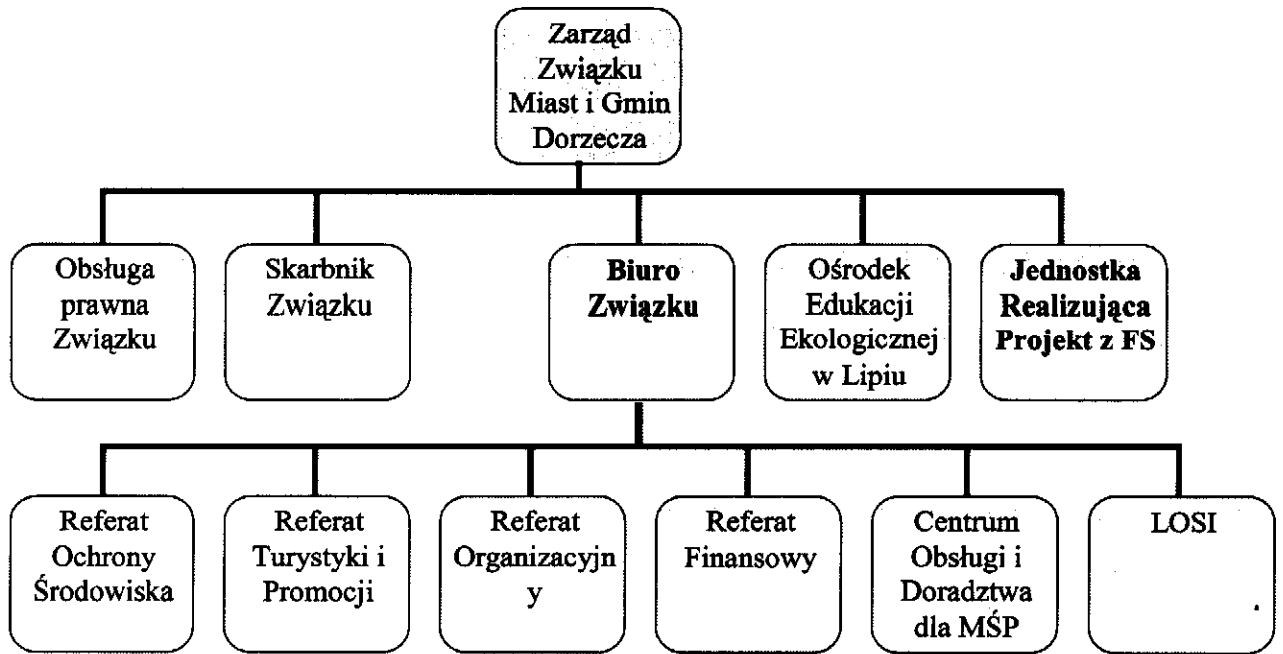 Zarząd
Związku
Miast i Gmin
Dorzecza
Obsługa
prawna
Związku
Skarbnik
Związku
Biuro
Związku
Ośrodek
Edukacji
Ekologicznej
w Lipiu
Jednostka
Realizująca
Projekt z FS
Referat
Ochrony
Środowiska
Referat
Turystyki i
Promocji
Referat
Organizacyjn
y
Referat
Finansowy
Centrum
Obsługi i
Doradztwa
dla MŚP
LOSI